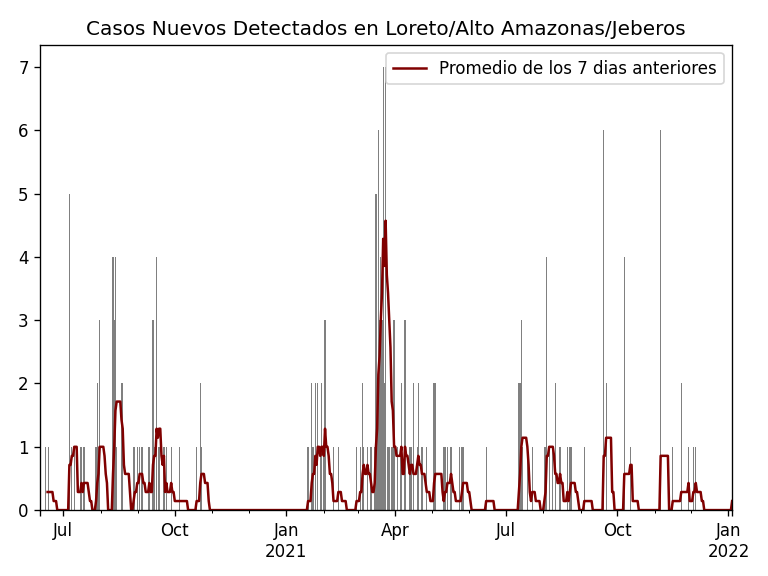 Casos Nuevos Detectados en Loreto/Alto Amazonas/Jeberos
Promedio de los 7 dias anteriores
7
6
5
4
3
2
1
0
Jul
Oct
Jan
2021
Apr
Jul
Oct
Jan
2022